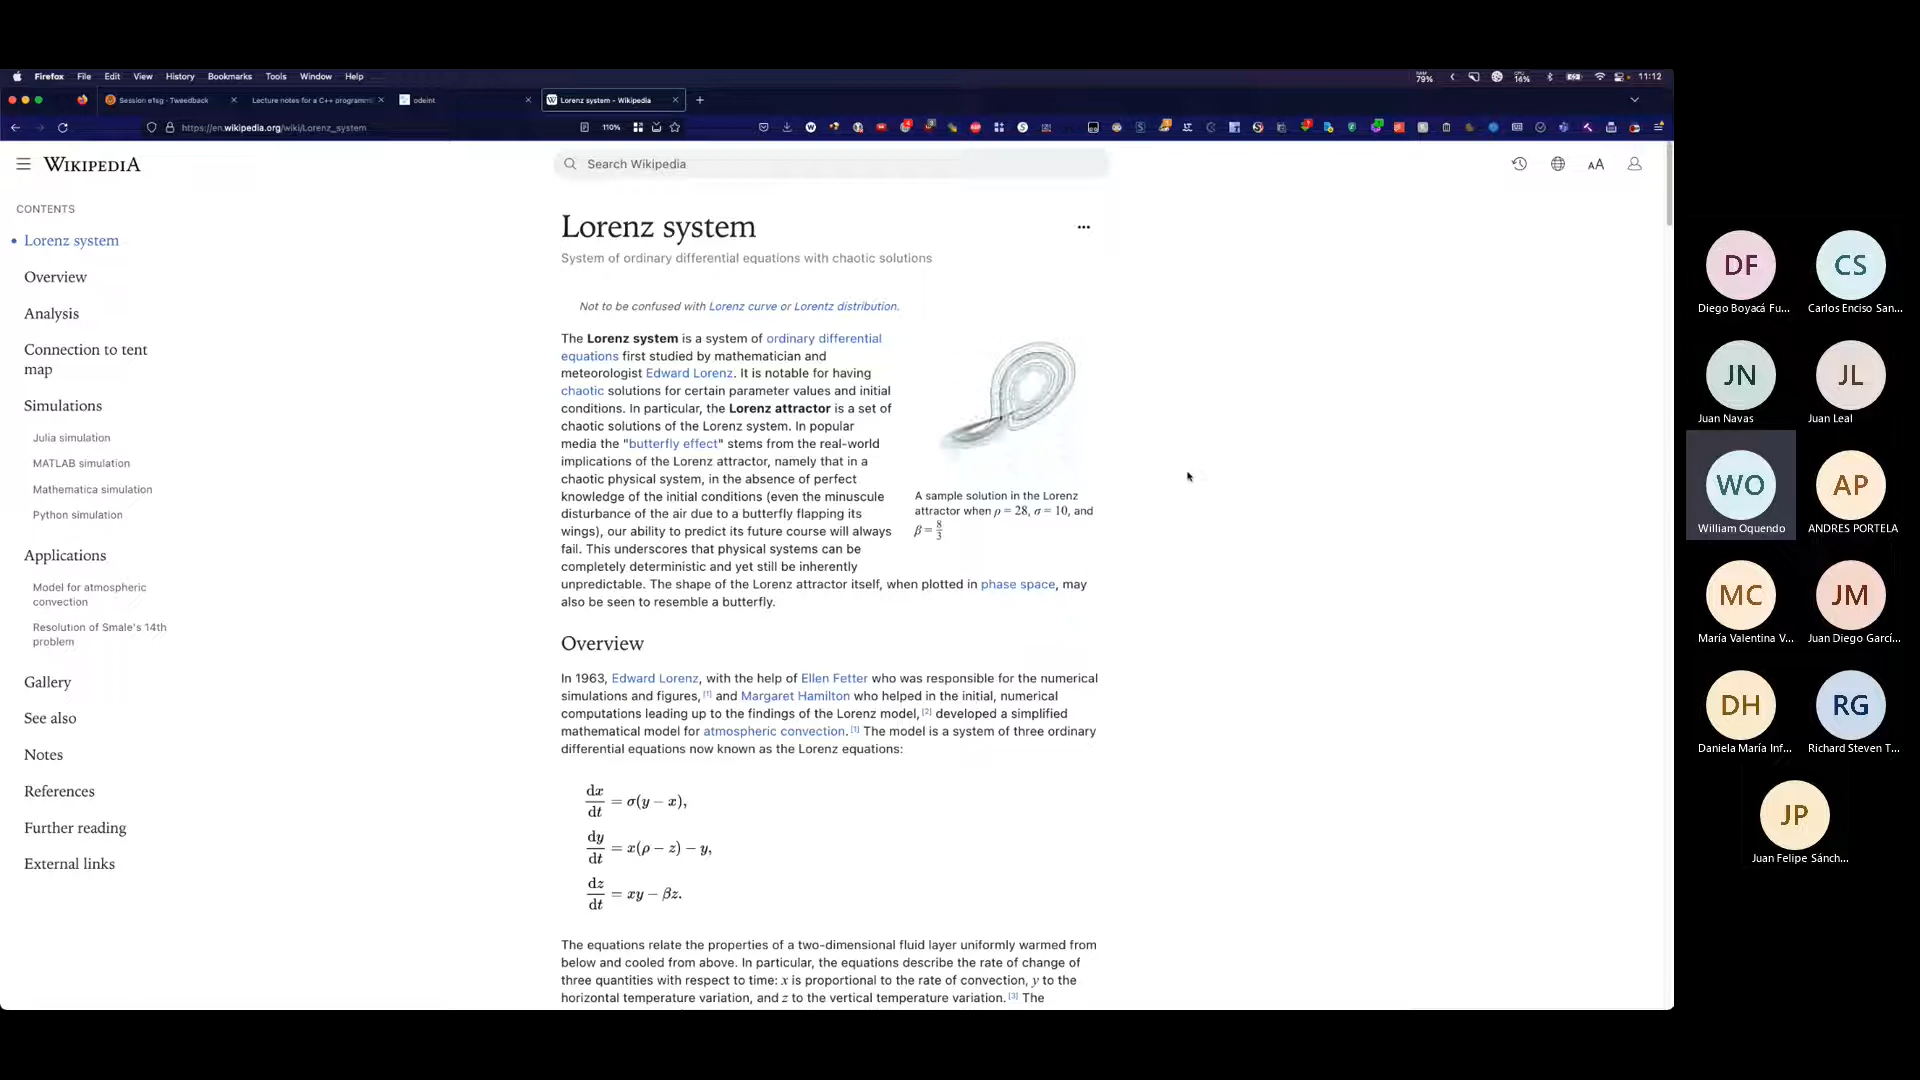 Firefox File Edit View History Bookmarks Tools Window Help
79% 14% 11:12
Session e1sg - Tweedback
Lecture notes for a C++ programm
odeint
Lorenz system - Wikipedia
https://en.wikipedia.org/wiki/Lorenz_system
110%
WIKIPEDIA
Search Wikipedia
CONTENTS
Lorenz system
Overview
Analysis
Connection to tent
map
Simulations
Julia simulation
MATLAB simulation
Mathematica simulation
Python simulation
Applications
Model for atmospheric
convection
Resolution of Smale's 14th
problem
Gallery
See also
Notes
References
Further reading
External links
Lorenz system
System of ordinary differential equations with chaotic solutions
Not to be confused with Lorenz curve or Lorentz distribution.
The Lorenz system is a system of ordinary differential
equations first studied by mathematician and
meteorologist Edward Lorenz. It is notable for having
chaotic solutions for certain parameter values and initial
conditions. In particular, the Lorenz attractor is a set of
chaotic solutions of the Lorenz system. In popular
media the "butterfly effect" stems from the real-world
implications of the Lorenz attractor, namely that in a
chaotic physical system, in the absence of perfect
knowledge of the initial conditions (even the minuscule
disturbance of the air due to a butterfly flapping its
wings), our ability to predict its future course will always
fail. This underscores that physical systems can be
completely deterministic and yet still be inherently
unpredictable. The shape of the Lorenz attractor itself, when plotted in phase space, may
also be seen to resemble a butterfly.
A sample solution in the Lorenz
attractor when ρ = 28, σ = 10, and
β = 8/3
Overview
In 1963, Edward Lorenz, with the help of Ellen Fetter who was responsible for the numerical
simulations and figures, [1] and Margaret Hamilton who helped in the initial, numerical
computations leading up to the findings of the Lorenz model, [2] developed a simplified
mathematical model for atmospheric convection. [1] The model is a system of three ordinary
differential equations now known as the Lorenz equations:
dx/dt = σ(y − x),
dy/dt = x(ρ − z) − y,
dz/dt = xy − βz.
The equations relate the properties of a two-dimensional fluid layer uniformly warmed from
below and cooled from above. In particular, the equations describe the rate of change of
three quantities with respect to time: x is proportional to the rate of convection, y to the
horizontal temperature variation, and z to the vertical temperature variation. [3] The
DF CS
Diego Boyacá Fu... Carlos Enciso San...
JN JL
Juan Navas Juan Leal
WO AP
William Oquendo ANDRES PORTELA
MC JM
María Valentina V... Juan Diego Garcí...
DH RG
Daniela María Inf... Richard Steven T...
JP
Juan Felipe Sánch...